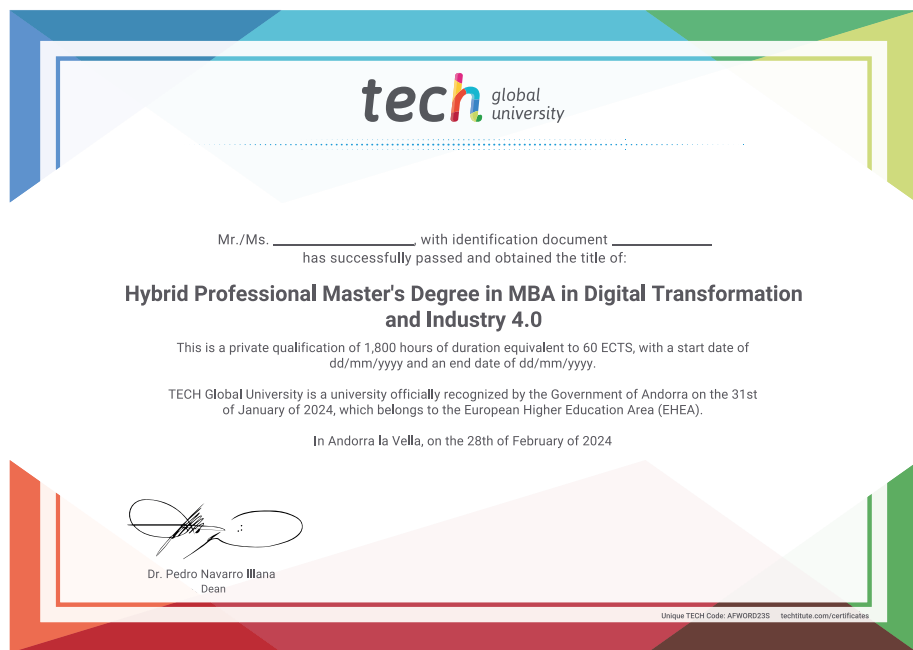 tech global
university
Mr./Ms. ____________, with identification document ____________
has successfully passed and obtained the title of:
Hybrid Professional Master's Degree in MBA in Digital Transformation
and Industry 4.0
This is a private qualification of 1,800 hours of duration equivalent to 60 ECTS, with a start date of
dd/mm/yyyy and an end date of dd/mm/yyyy.
TECH Global University is a university officially recognized by the Government of Andorra on the 31st
of January of 2024, which belongs to the European Higher Education Area (EHEA).
In Andorra la Vella, on the 28th of February of 2024
Dr. Pedro Navarro Illana
Dean
Unique TECH Code: AFWORD23S techtitute.com/certificates